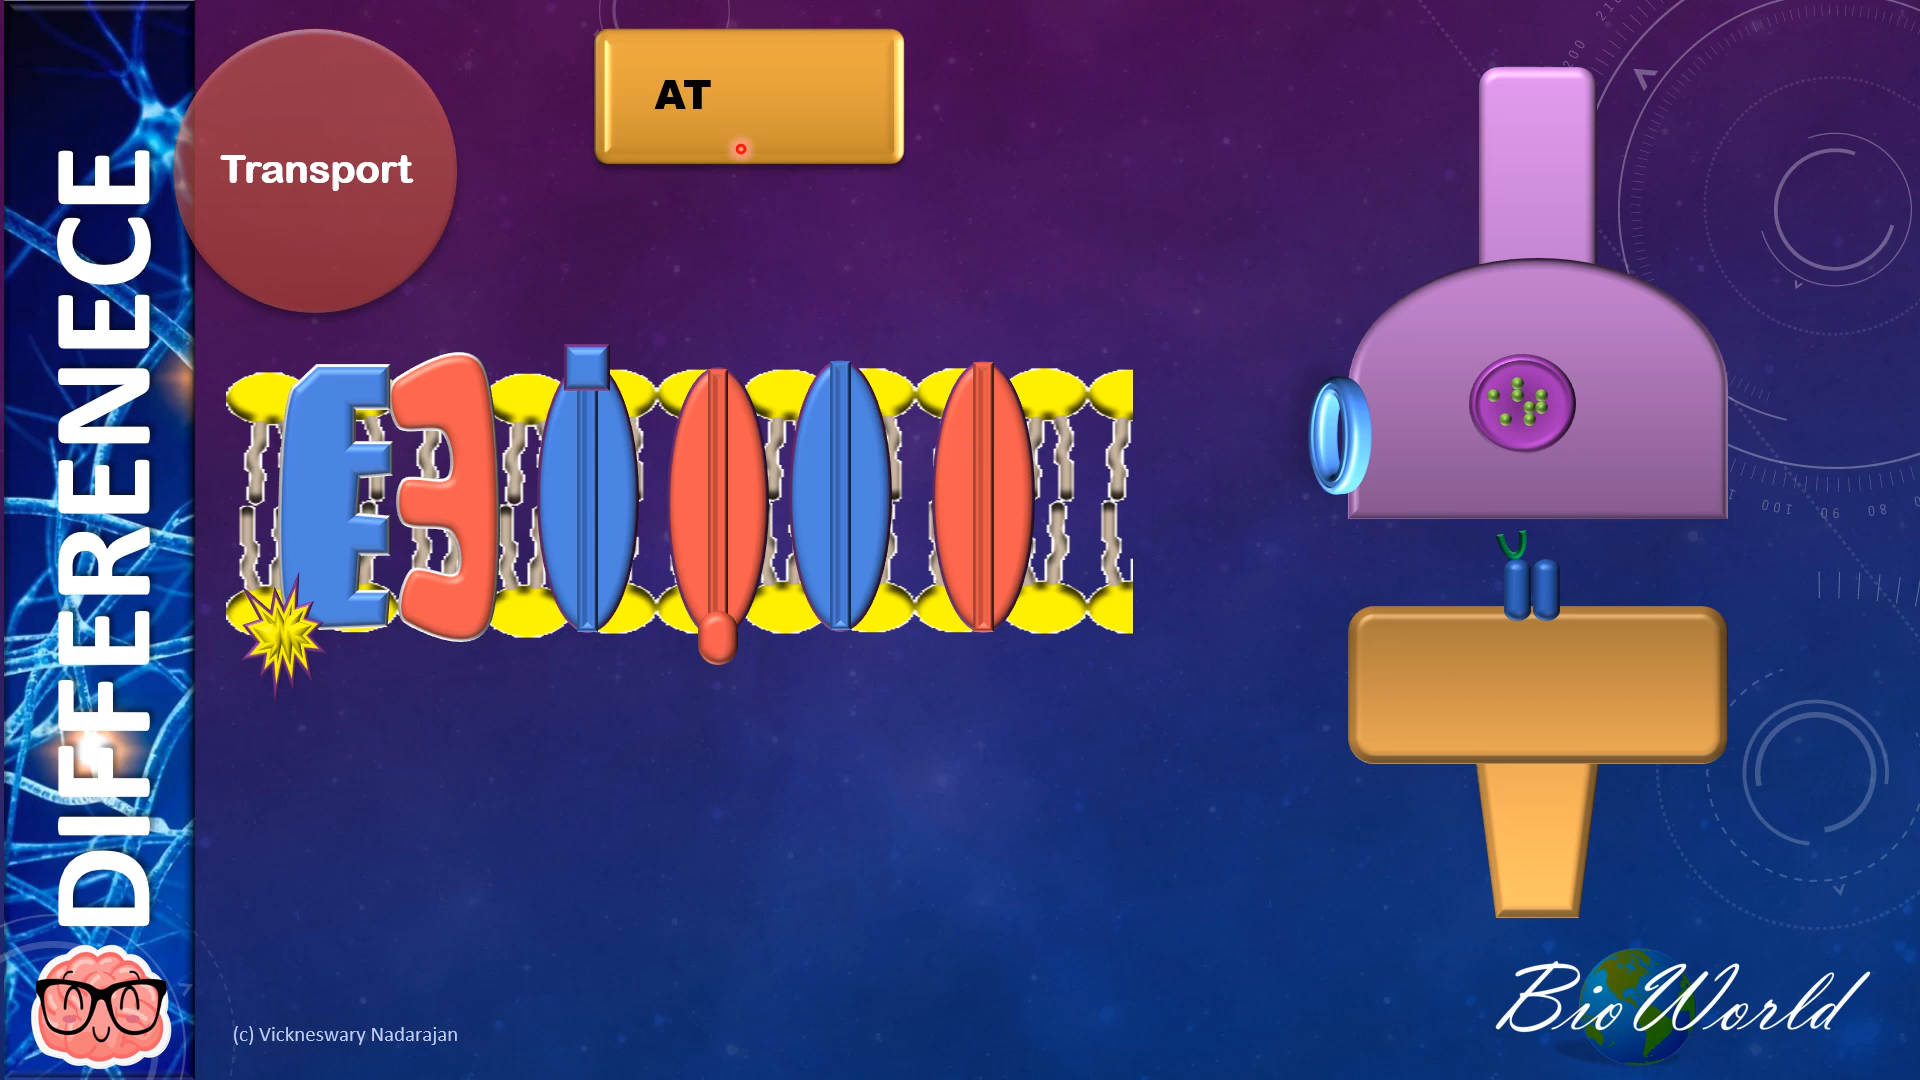 DIFFERENECE
Transport
AT
(c) Vickneswary Nadarajan
BioWorld